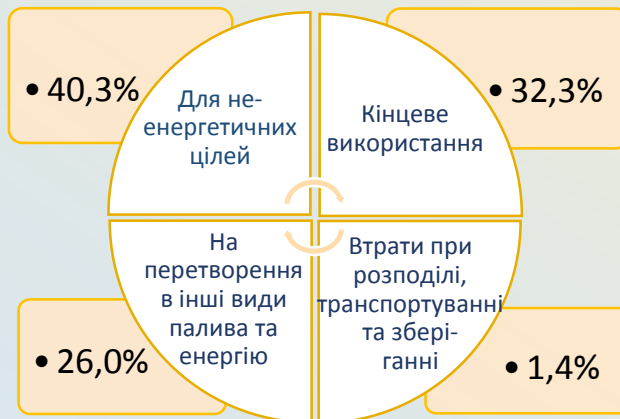 • 40,3%
Для не-
енергетичних
цілей
Кінцеве
використання
• 32,3%
На
перетворення
в інші види
палива та
енергію
• 26,0%
Втрати при
розподілі,
транспортуванні
та збері-
ганні
• 1,4%